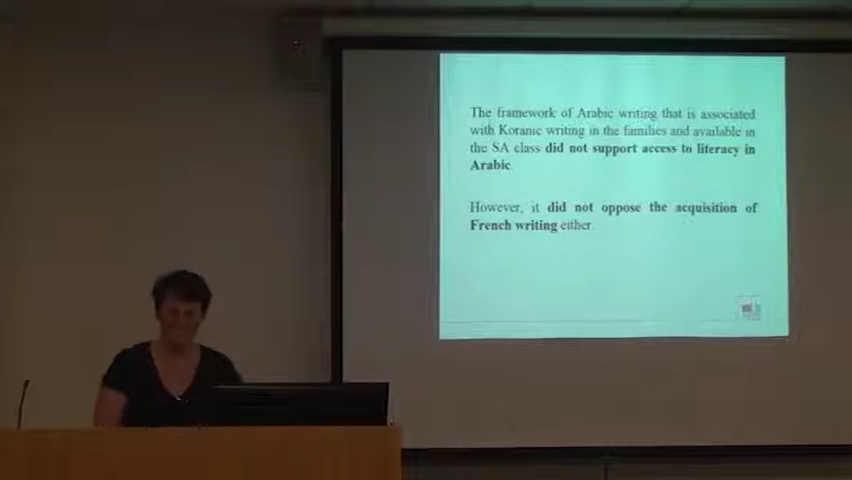 The framework of Arabic writing that is associated
with Koranic writing in the families and available in
the SA class did not support access to literacy in
Arabic.
However, it did not oppose the acquisition of
French writing either.